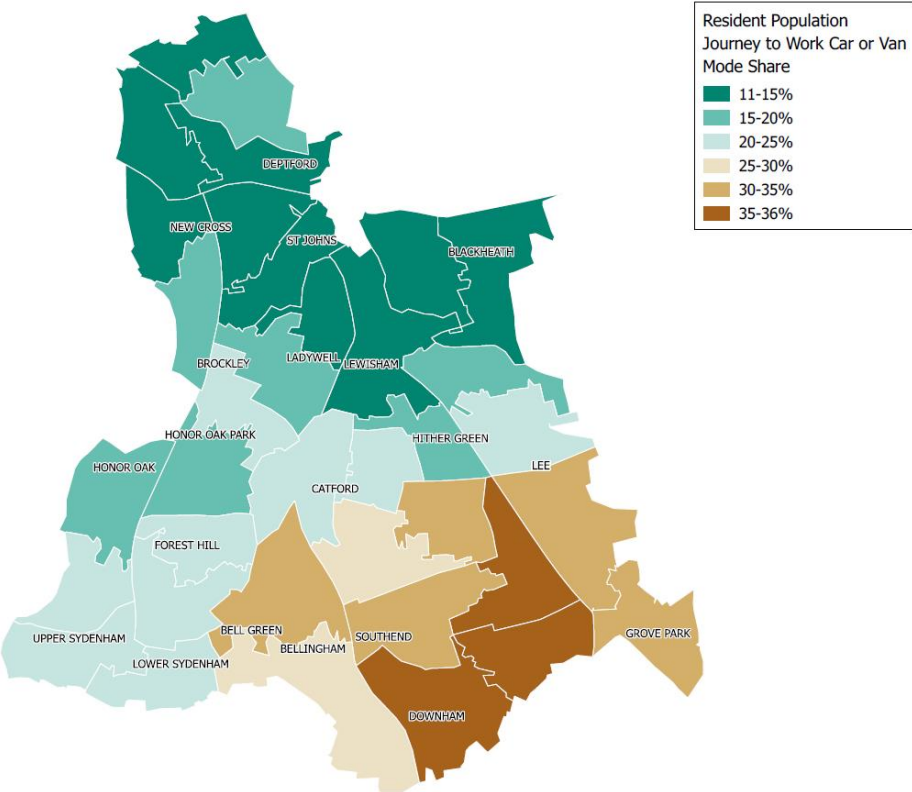 Resident Population
Journey to Work Car or Van
Mode Share
11-15%
15-20%
20-25%
25-30%
30-35%
35-36%
DEPTFORD
NEW CROSS
ST JOHNS
BLACKHEATH
BROCKLEY
LADYWELL
LEWISHAM
HONOR OAK PARK
HITHER GREEN
HONOR OAK
LEE
CATFORD
FOREST HILL
UPPER SYDENHAM
BELL GREEN
SOUTHEND
GROVE PARK
BELLINGHAM
LOWER SYDENHAM
DOWNHAM